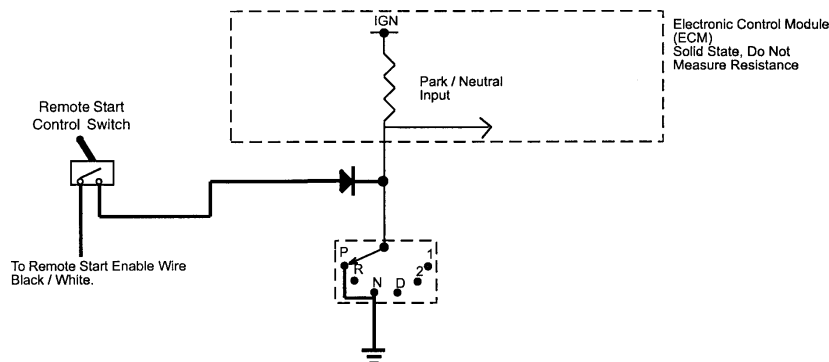 IGN
Electronic Control Module
(ECM)
Solid State, Do Not
Measure Resistance
Park / Neutral
Input
Remote Start
Control Switch
To Remote Start Enable Wire
Black / White.
P
R
N
D
2
1